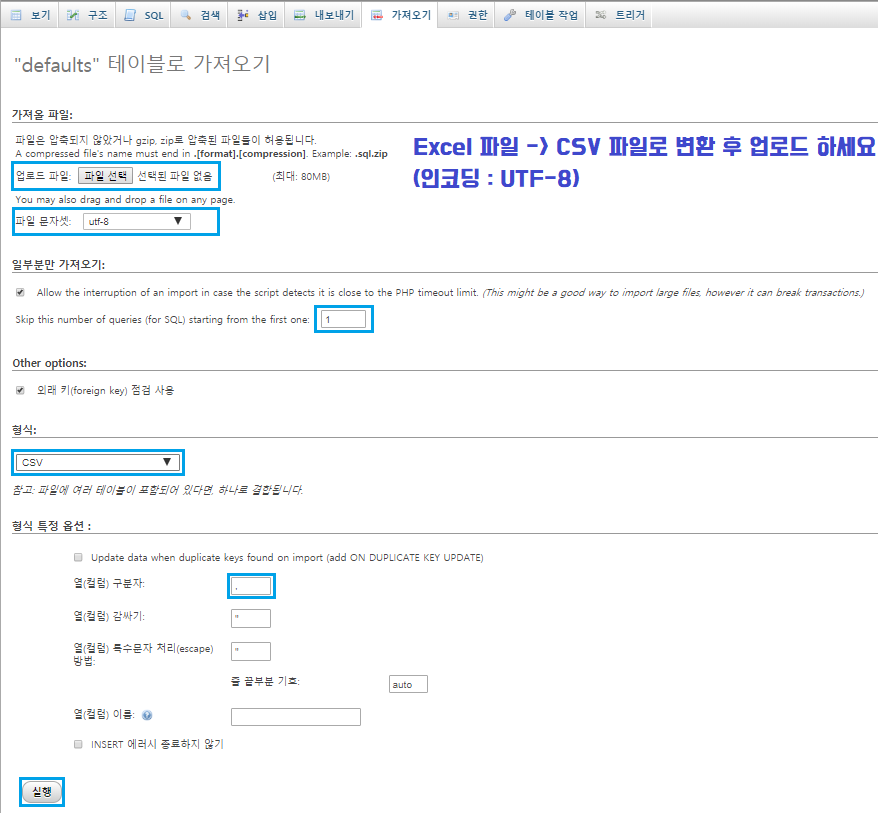 보기 구조 SQL 검색 삽입 내보내기 가져오기 권한 테이블 작업 트리거
"defaults" 테이블로 가져오기
가져올 파일:
파일은 압축되지 않았거나 gzip, zip로 압축된 파일들이 허용됩니다.
A compressed file's name must end in .[format].[compression]. Example: .sql.zip
Excel 파일 -> CSV 파일로 변환 후 업로드 하세요
(인코딩 : UTF-8)
업로드 파일: 파일 선택 선택된 파일 없음 (최대: 80MB)
You may also drag and drop a file on any page.
파일 문자셋: utf-8
일부분만 가져오기:
Allow the interruption of an import in case the script detects it is close to the PHP timeout limit. (This might be a good way to import large files, however it can break transactions.)
Skip this number of queries (for SQL) starting from the first one: 1
Other options:
외래 키(foreign key) 점검 사용
형식:
CSV
참고: 파일에 여러 테이블이 포함되어 있다면, 하나로 결합됩니다.
형식 특정 옵션 :
Update data when duplicate keys found on import (add ON DUPLICATE KEY UPDATE)
열(컬럼) 구분자: ,
열(컬럼) 감싸기: "
열(컬럼) 특수문자 처리(escape) "
방법:
줄 끝부분 기호: auto
열(컬럼) 이름:
INSERT 에러시 종료하지 않기
실행